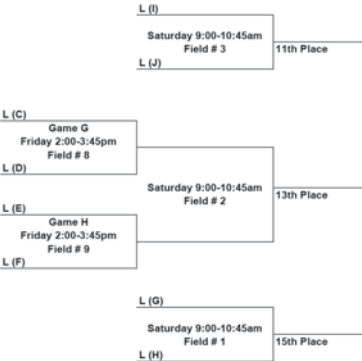 L (I)
Saturday 9:00-10:45am
Field # 3
11th Place
L (J)
L (C)
Game G
Friday 2:00-3:45pm
Field # 8
L (D)
Saturday 9:00-10:45am
Field # 2
13th Place
L (E)
Game H
Friday 2:00-3:45pm
Field # 9
L (F)
L (G)
Saturday 9:00-10:45am
Field # 1
15th Place
L (H)